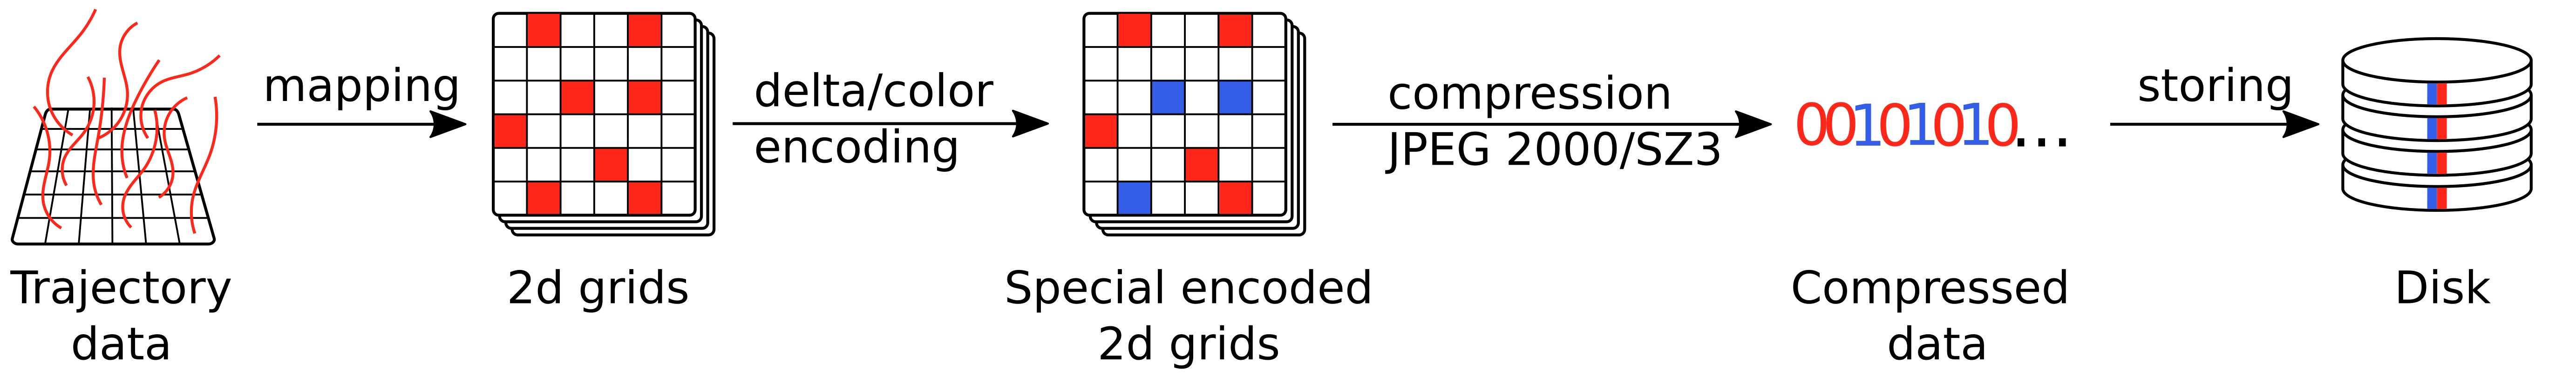 mapping
delta/color
encoding
compression
JPEG 2000/SZ3
00101010...
storing
Trajectory
data
2d grids
Special encoded
2d grids
Compressed
data
Disk